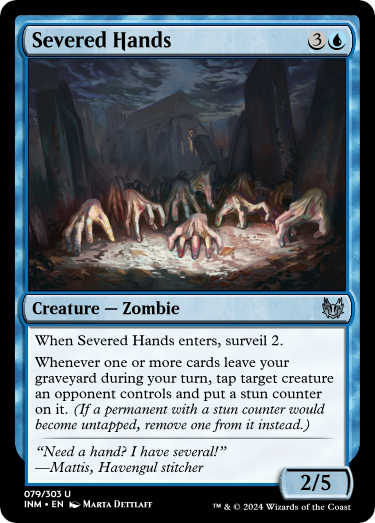 Severed Hands 3
Creature — Zombie
When Severed Hands enters, surveil 2.
Whenever one or more cards leave your
graveyard during your turn, tap target creature
an opponent controls and put a stun counter
on it. (If a permanent with a stun counter would
become untapped, remove one from it instead.)
“Need a hand? I have several!”
—Mattis, Havengul stitcher
2/5
079/303 U
INM • EN Marta Dettlaff
™ & © 2024 Wizards of the Coast